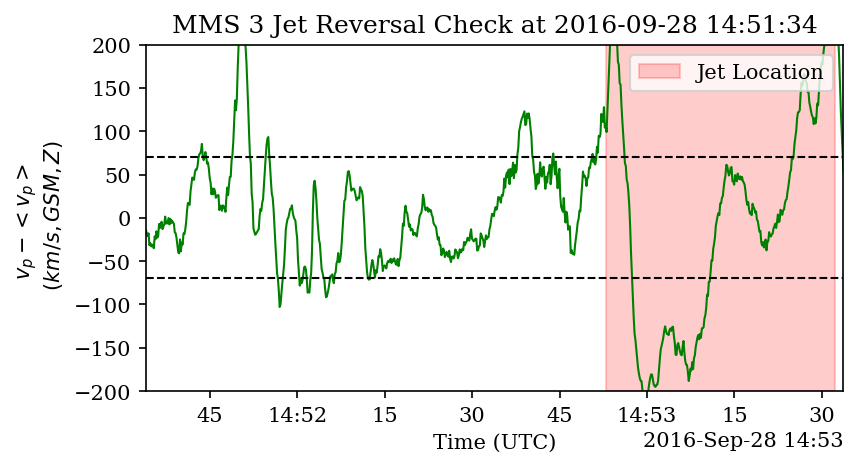 MMS 3 Jet Reversal Check at 2016-09-28 14:51:34
200
150
100
50
0
−50
−100
−150
−200
v_p − < v_p >
(km/s, GSM, Z)
Jet Location
45 14:52 15 30 45 14:53 15 30
Time (UTC)
2016-Sep-28 14:53